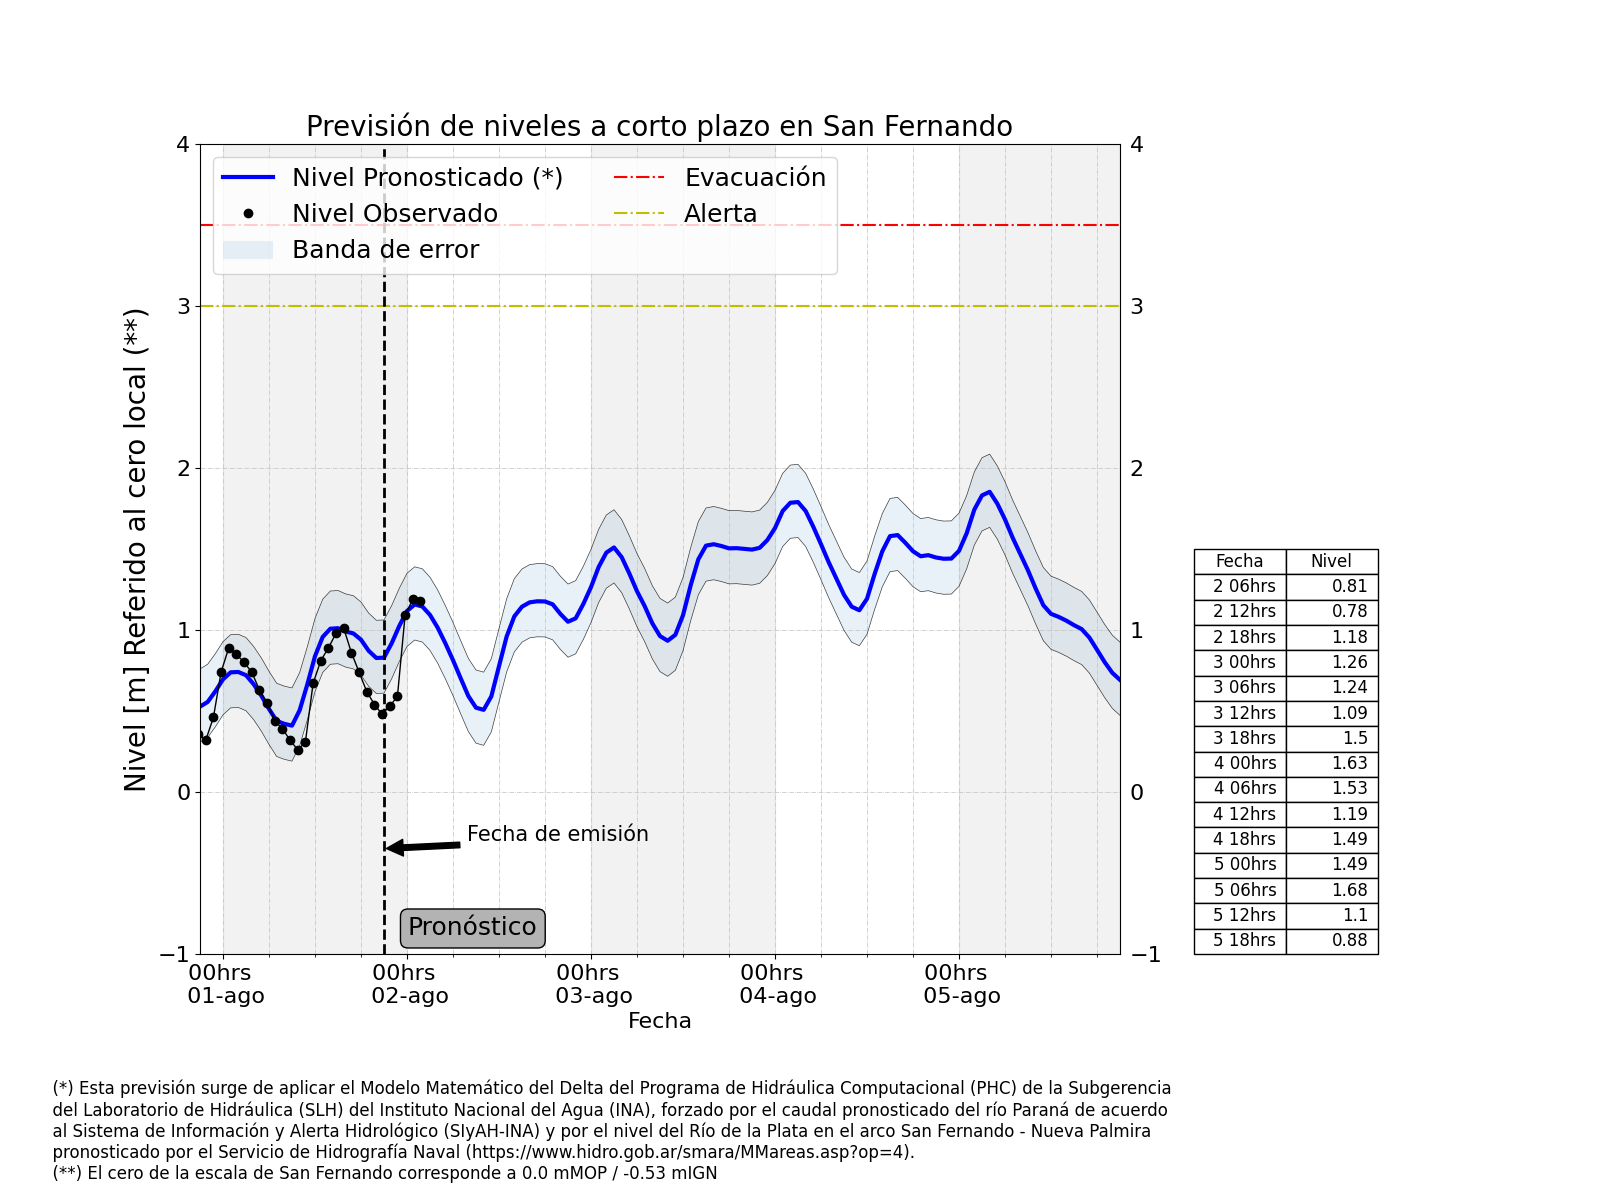 Previsión de niveles a corto plazo en San Fernando
Nivel Pronosticado (*)
Nivel Observado
Banda de error
Evacuación
Alerta
Nivel [m] Referido al cero local (**)
4
3
2
1
0
−1
4
3
2
1
0
−1
Fecha de emisión
Pronóstico
00hrs
01-ago
00hrs
02-ago
00hrs
03-ago
00hrs
04-ago
00hrs
05-ago
Fecha
Fecha Nivel
2 06hrs 0.81
2 12hrs 0.78
2 18hrs 1.18
3 00hrs 1.26
3 06hrs 1.24
3 12hrs 1.09
3 18hrs 1.5
4 00hrs 1.63
4 06hrs 1.53
4 12hrs 1.19
4 18hrs 1.49
5 00hrs 1.49
5 06hrs 1.68
5 12hrs 1.1
5 18hrs 0.88
(*) Esta previsión surge de aplicar el Modelo Matemático del Delta del Programa de Hidráulica Computacional (PHC) de la Subgerencia
del Laboratorio de Hidráulica (SLH) del Instituto Nacional del Agua (INA), forzado por el caudal pronosticado del río Paraná de acuerdo
al Sistema de Información y Alerta Hidrológico (SIyAH-INA) y por el nivel del Río de la Plata en el arco San Fernando - Nueva Palmira
pronosticado por el Servicio de Hidrografía Naval (https://www.hidro.gob.ar/smara/MMareas.asp?op=4).
(**) El cero de la escala de San Fernando corresponde a 0.0 mMOP / -0.53 mIGN